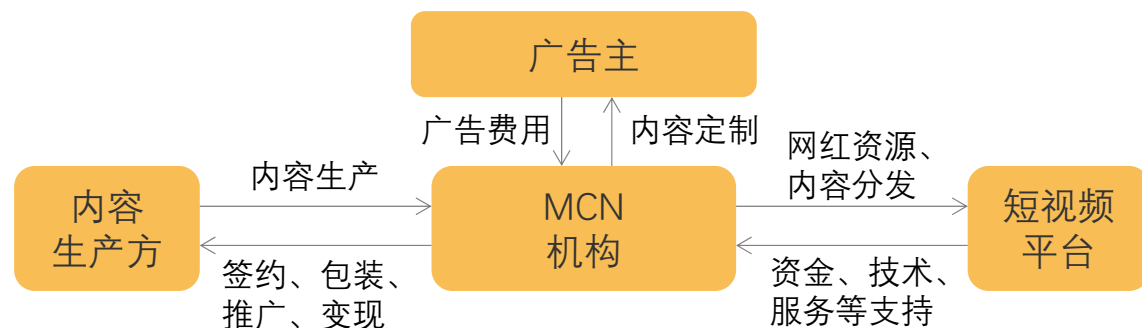 广告主
广告费用
内容定制
内容生产
网红资源、
内容分发
内容
生产方
MCN
机构
短视频
平台
签约、包装、
推广、变现
资金、技术、
服务等支持